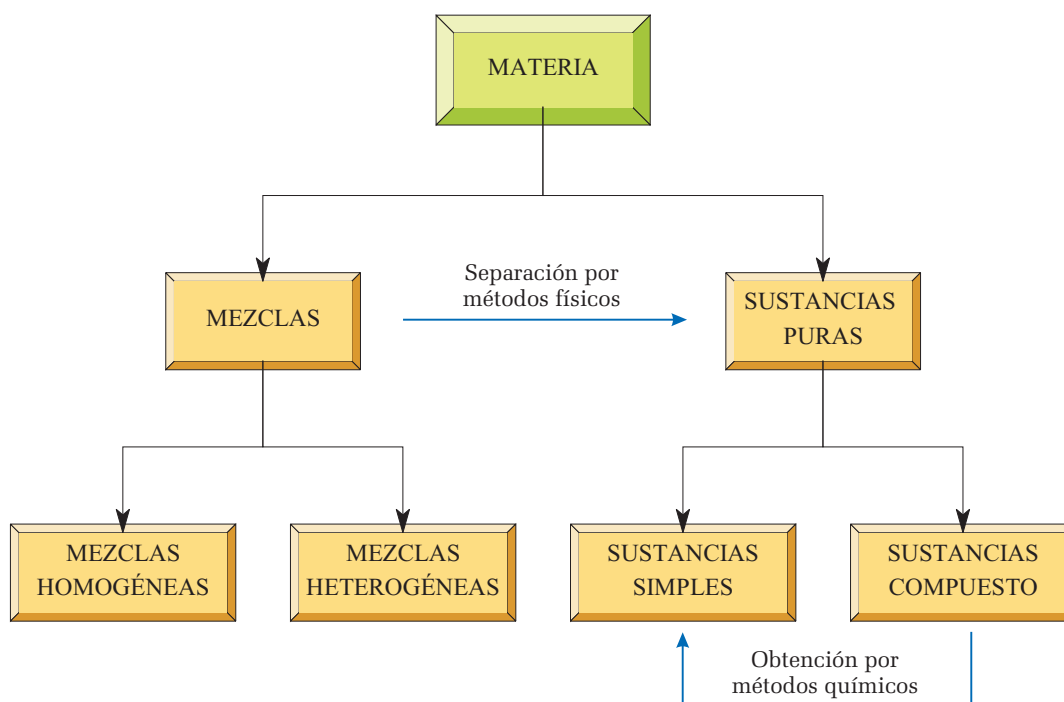 MATERIA
Separación por
métodos físicos
MEZCLAS
SUSTANCIAS
PURAS
MEZCLAS
HOMOGÉNEAS
MEZCLAS
HETEROGÉNEAS
SUSTANCIAS
SIMPLES
SUSTANCIAS
COMPUESTO
Obtención por
métodos químicos